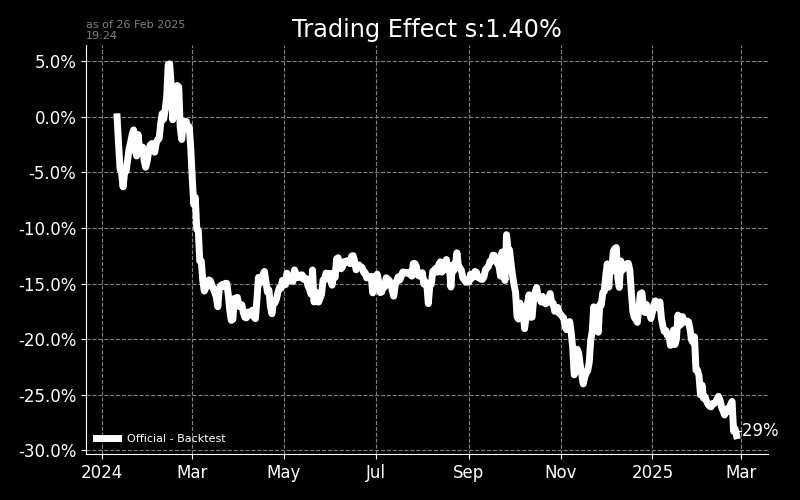 as of 26 Feb 2025
19:24
Trading Effect s:1.40%
5.0%
0.0%
-5.0%
-10.0%
-15.0%
-20.0%
-25.0%
-30.0%
-29%
Official - Backtest
2024
Mar
May
Jul
Sep
Nov
2025
Mar